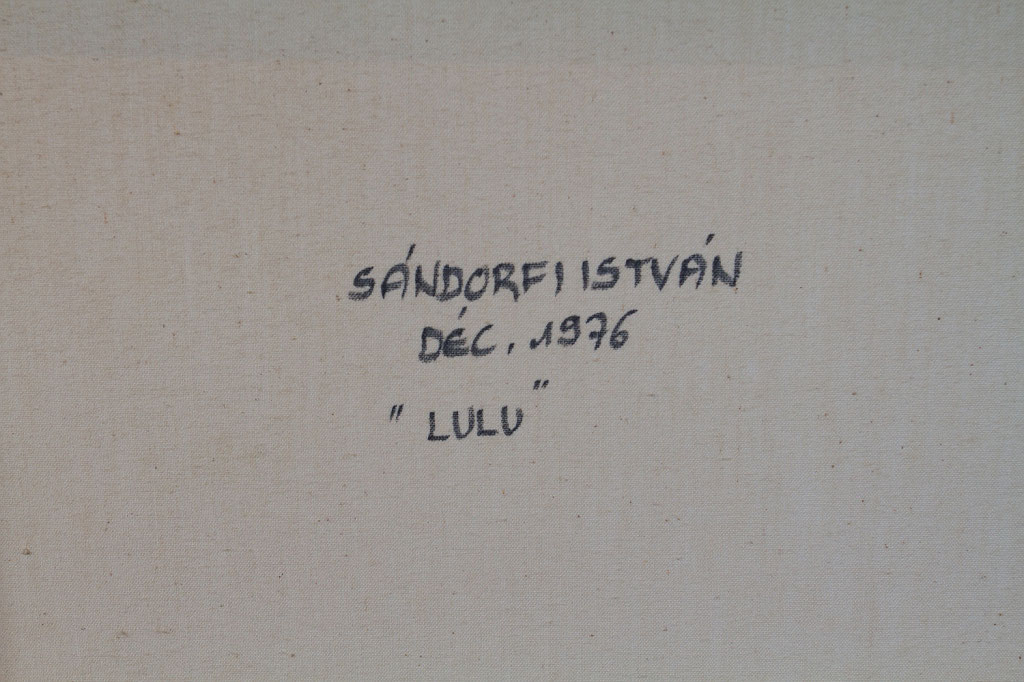 SÁNDORFI ISTVÁN
DÉC. 1976
"LULU"